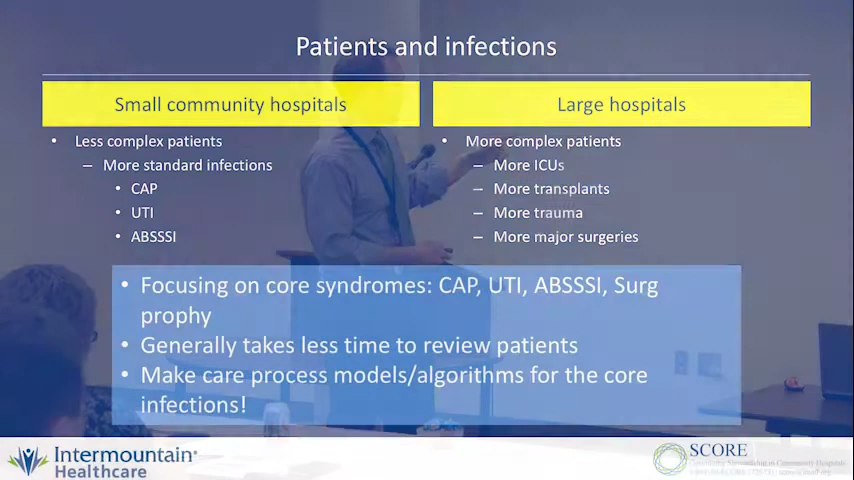 Patients and infections
Small community hospitals
Large hospitals
• Less complex patients
– More standard infections
• CAP
• UTI
• ABSSSI
• More complex patients
– More ICUs
– More transplants
– More trauma
– More major surgeries
• Focusing on core syndromes: CAP, UTI, ABSSSI, Surg
prophy
• Generally takes less time to review patients
• Make care process models/algorithms for the core
infections!
Intermountain®
Healthcare
SCORE